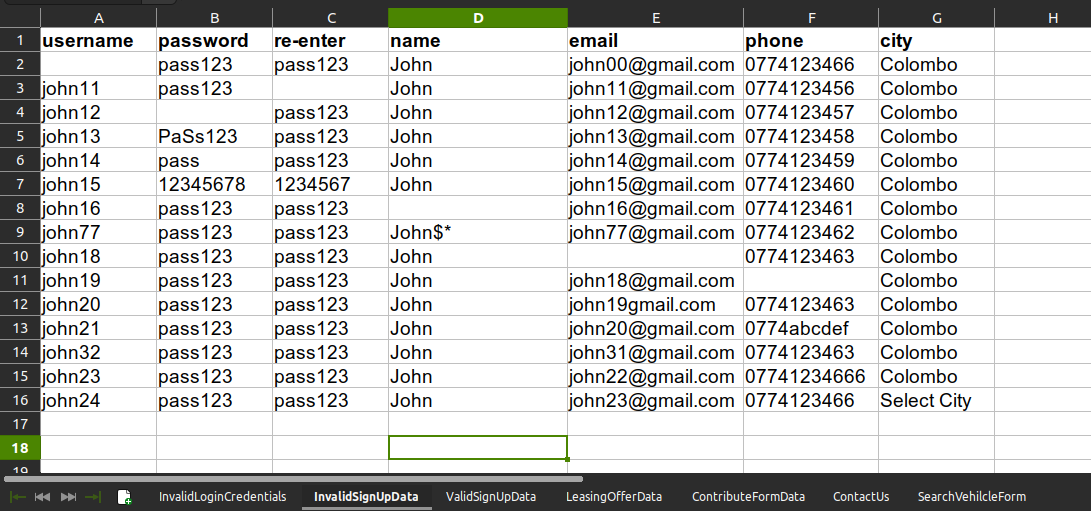 A B C D E F G H
1 username password re-enter name email phone city
2 pass123 pass123 John john00@gmail.com 0774123466 Colombo
3 john11 pass123 John john11@gmail.com 0774123456 Colombo
4 john12 pass123 John john12@gmail.com 0774123457 Colombo
5 john13 PaSs123 pass123 John john13@gmail.com 0774123458 Colombo
6 john14 pass pass123 John john14@gmail.com 0774123459 Colombo
7 john15 12345678 1234567 John john15@gmail.com 0774123460 Colombo
8 john16 pass123 pass123 john16@gmail.com 0774123461 Colombo
9 john77 pass123 pass123 John$* john77@gmail.com 0774123462 Colombo
10 john18 pass123 pass123 John 0774123463 Colombo
11 john19 pass123 pass123 John john18@gmail.com Colombo
12 john20 pass123 pass123 John john19gmail.com 0774123463 Colombo
13 john21 pass123 pass123 John john20@gmail.com 0774abcdef Colombo
14 john32 pass123 pass123 John john31@gmail.com 0774123463 Colombo
15 john23 pass123 pass123 John john22@gmail.com 07741234666 Colombo
16 john24 pass123 pass123 John john23@gmail.com 0774123466 Select City
17
18
19
InvalidLoginCredentials InvalidSignUpData ValidSignUpData LeasingOfferData ContributeFormData ContactUs SearchVehilcleForm